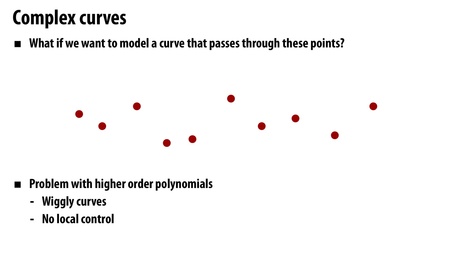 Complex curves
■ What if we want to model a curve that passes through these points?
■ Problem with higher order polynomials
- Wiggly curves
- No local control